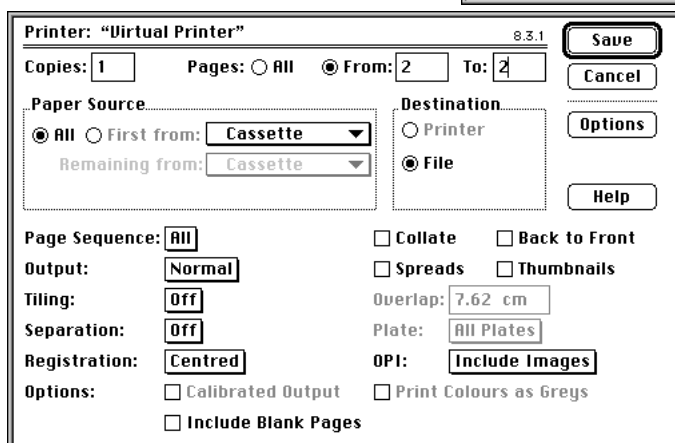 Printer: “Virtual Printer” 8.3.1 Save
Copies: 1 Pages: All From: 2 To: 2 Cancel
Paper Source Destination
All First from: Cassette Printer Options
Remaining from: Cassette File
Help
Page Sequence: All Collate Back to Front
Output: Normal Spreads Thumbnails
Tiling: Off Overlap: 7.62 cm
Separation: Off Plate: All Plates
Registration: Centred OPI: Include Images
Options: Calibrated Output Print Colours as Greys
Include Blank Pages